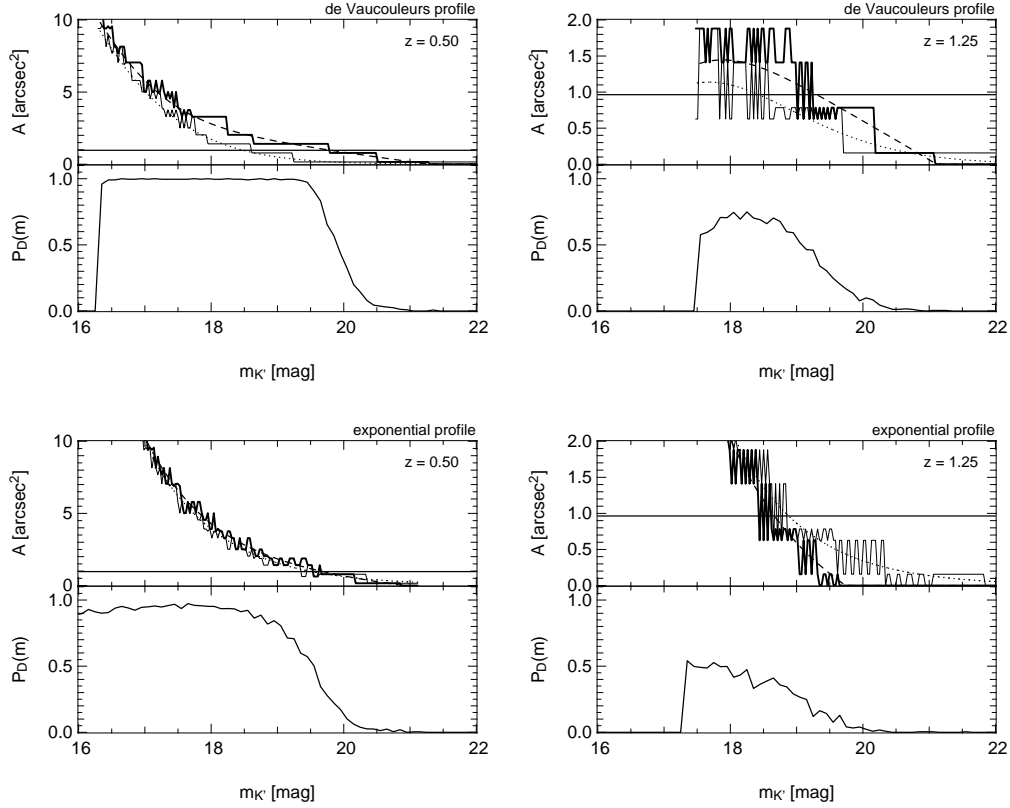 de Vaucouleurs profile
z = 0.50
A [arcsec²]
10
5
0
P_D(m)
1.0
0.5
0.0
16 18 20 22
m_K' [mag]
de Vaucouleurs profile
z = 1.25
A [arcsec²]
2.0
1.5
1.0
0.5
0.0
P_D(m)
1.0
0.5
0.0
16 18 20 22
m_K' [mag]
exponential profile
z = 0.50
A [arcsec²]
10
5
0
P_D(m)
1.0
0.5
0.0
16 18 20 22
m_K' [mag]
exponential profile
z = 1.25
A [arcsec²]
2.0
1.5
1.0
0.5
0.0
P_D(m)
1.0
0.5
0.0
16 18 20 22
m_K' [mag]